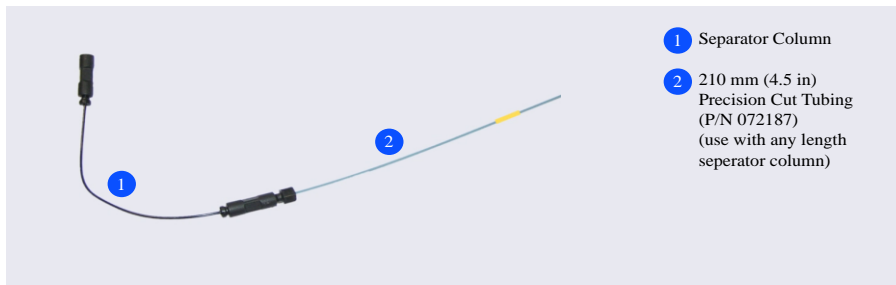 1 Separator Column
2 210 mm (4.5 in)
Precision Cut Tubing
(P/N 072187)
(use with any length
seperator column)
1
2